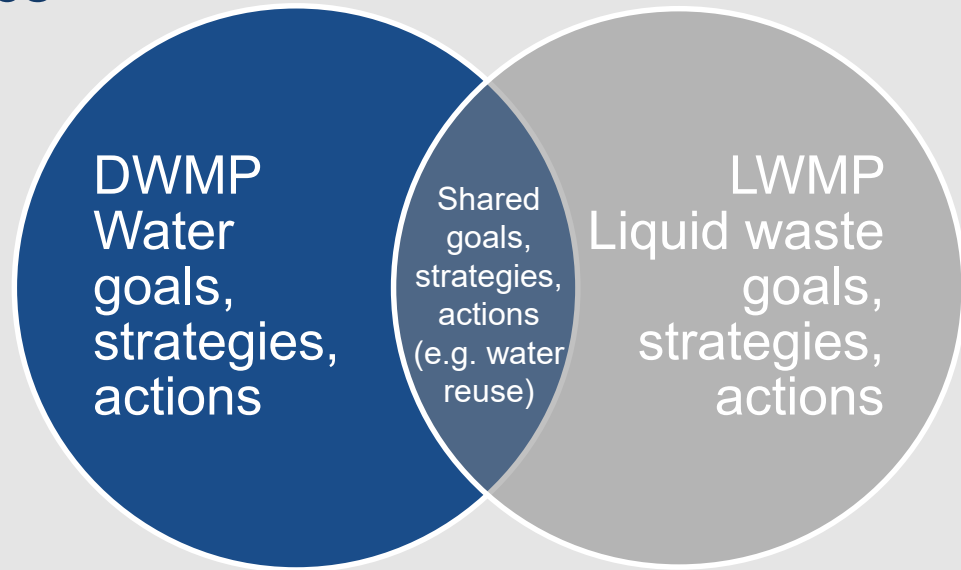 DWMP
Water
goals,
strategies,
actions
Shared
goals,
strategies,
actions
(e.g. water
reuse)
LWMP
Liquid waste
goals,
strategies,
actions